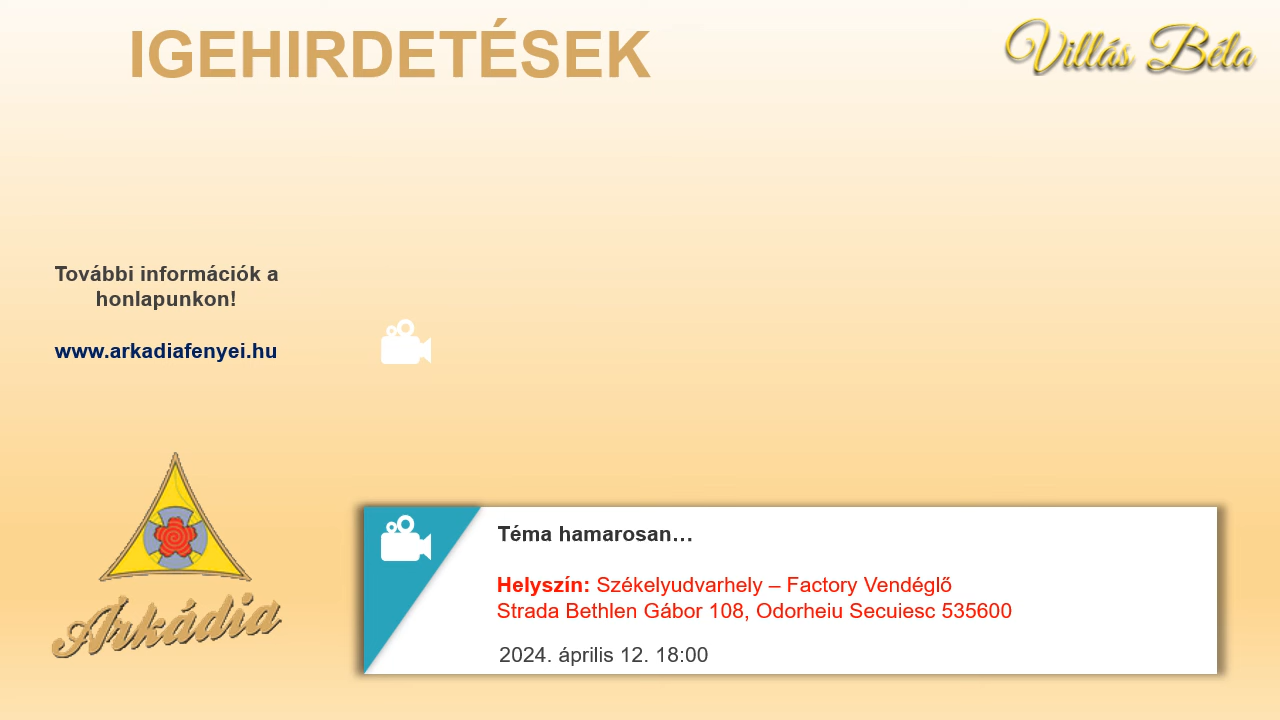 IGEHIRDETÉSEK
Villás Béla
További információk a
honlapunkon!
www.arkadiafenyei.hu
Arkádia
Téma hamarosan…
Helyszín: Székelyudvarhely – Factory Vendéglő
Strada Bethlen Gábor 108, Odorheiu Secuiesc 535600
2024. április 12. 18:00